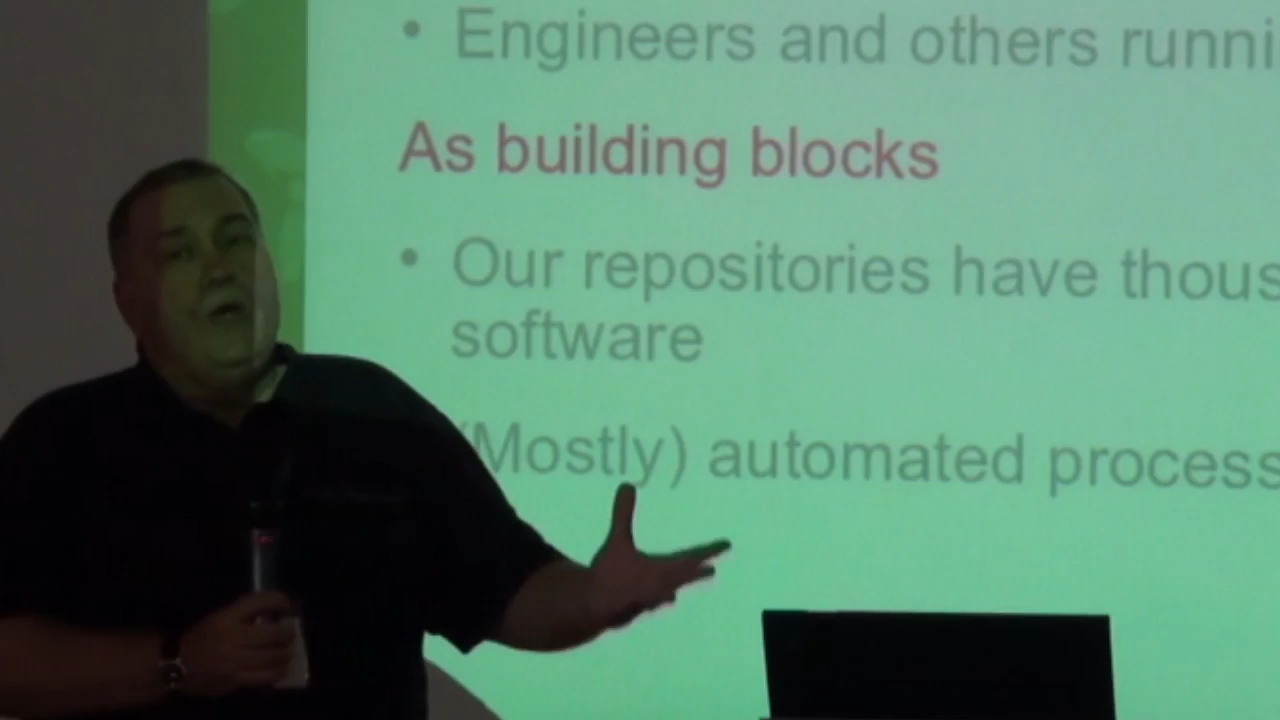 • Engineers and others runni
As building blocks
• Our repositories have thous
software
(Mostly) automated process